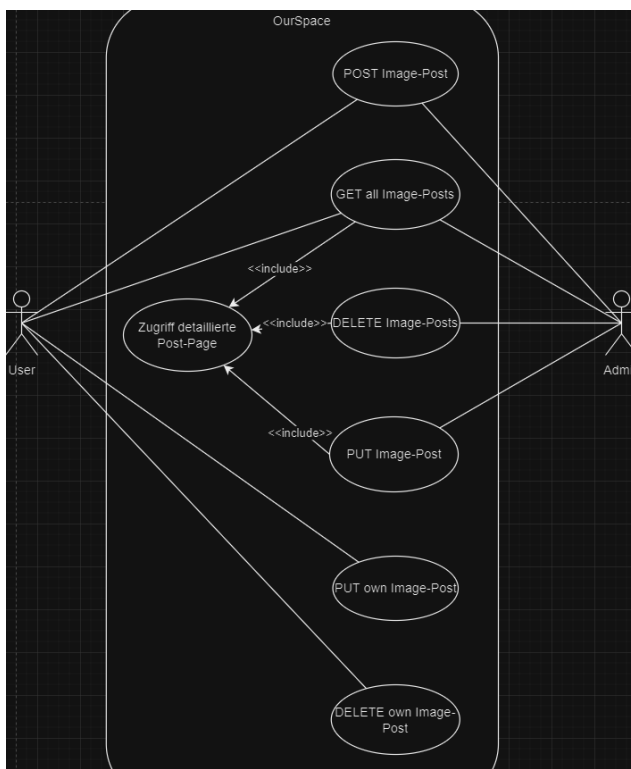 OurSpace
POST Image-Post
GET all Image-Posts
<<include>>
Zugriff detaillierte
Post-Page
<<include>>
DELETE Image-Posts
User
Admi
<<include>>
PUT Image-Post
PUT own Image-Post
DELETE own Image-
Post